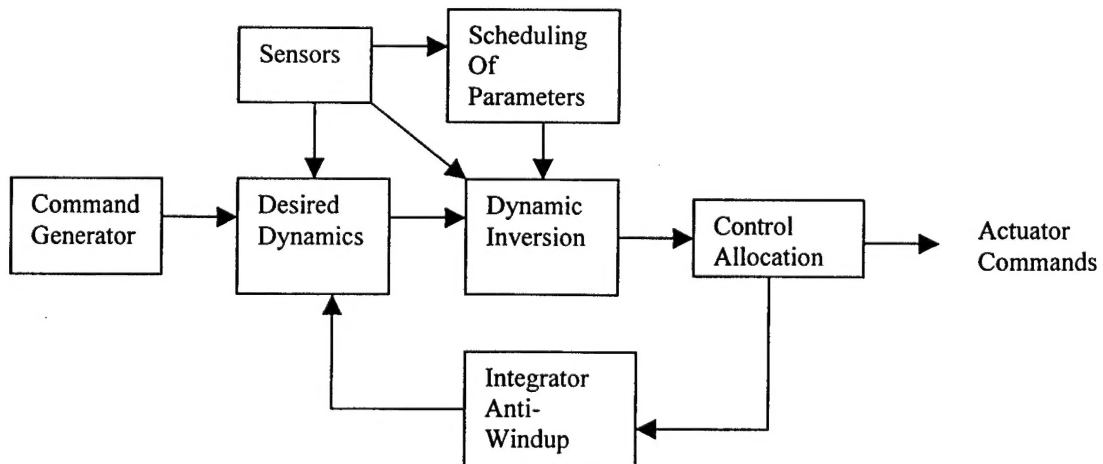 Sensors
Scheduling
Of
Parameters
Command
Generator
Desired
Dynamics
Dynamic
Inversion
Control
Allocation
Actuator
Commands
Integrator
Anti-
Windup